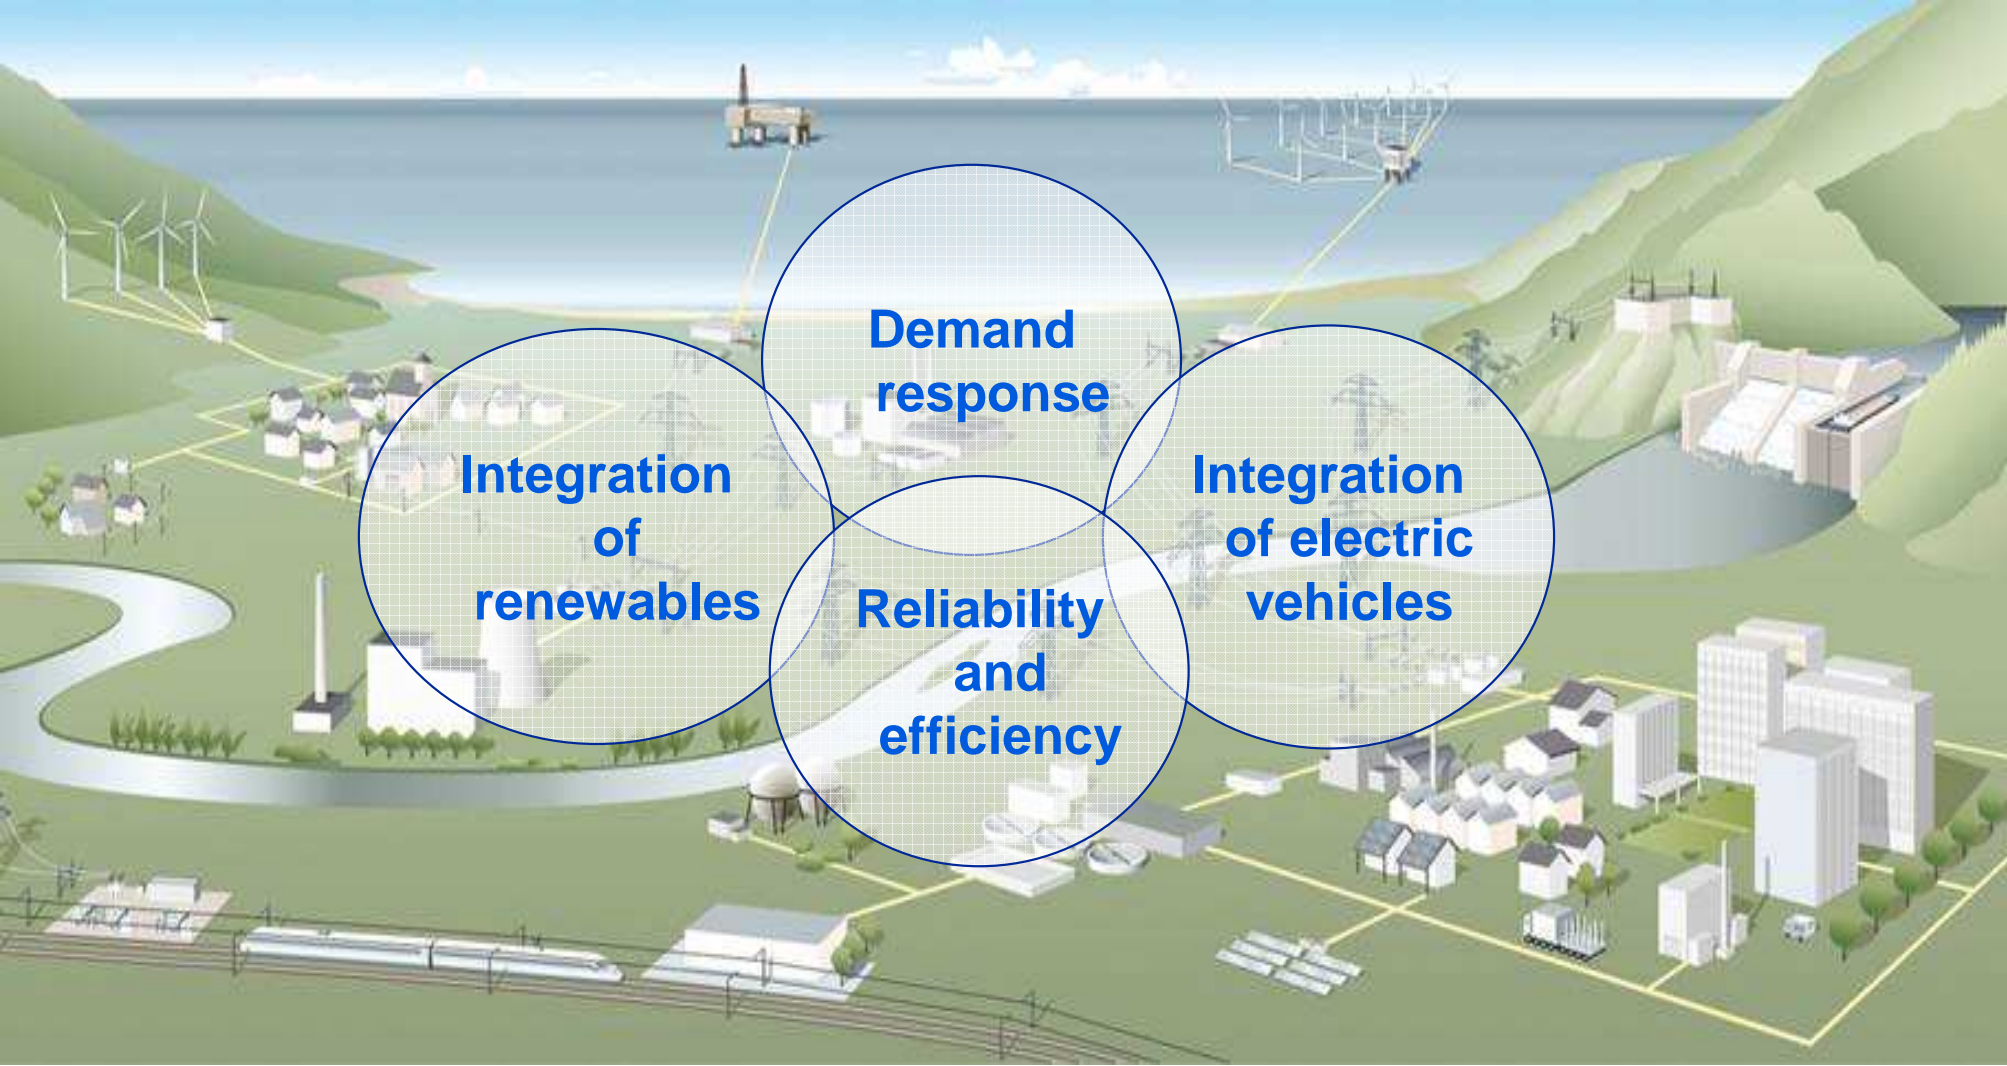 Demand
response
Integration
of
renewables
Integration
of electric
vehicles
Reliability
and
efficiency